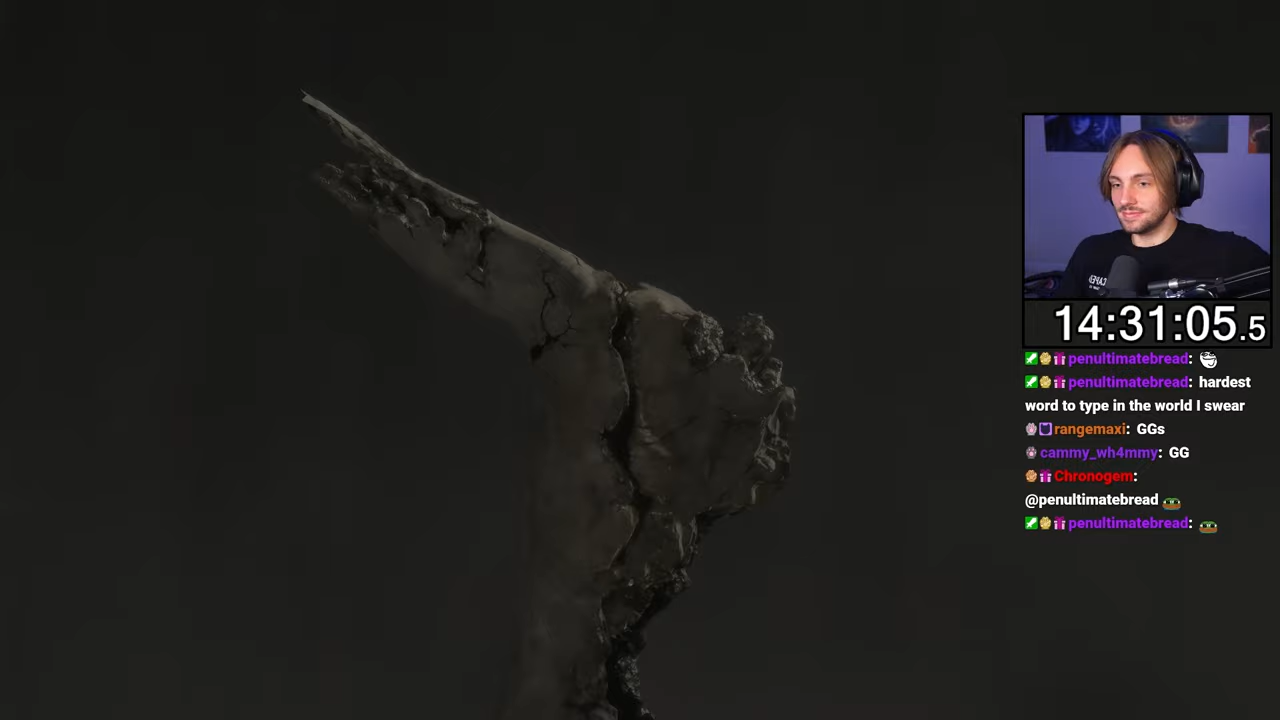 14:31:05.5
penultimatebread:
penultimatebread: hardest
word to type in the world I swear
rangemaxi: GGs
cammy_wh4mmy: GG
Chronogem:
@penultimatebread
penultimatebread: